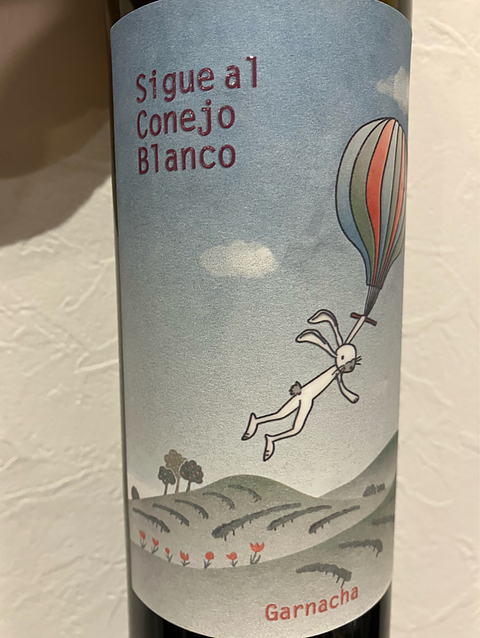 Sigue al
Conejo
Blanco
Garnacha